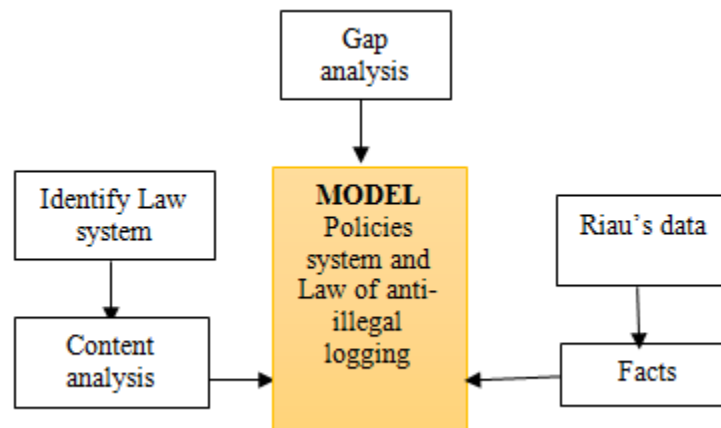 Gap
analysis
Identify Law
system
MODEL
Policies
system and
Law of anti-
illegal
logging
Riau's data
Content
analysis
Facts